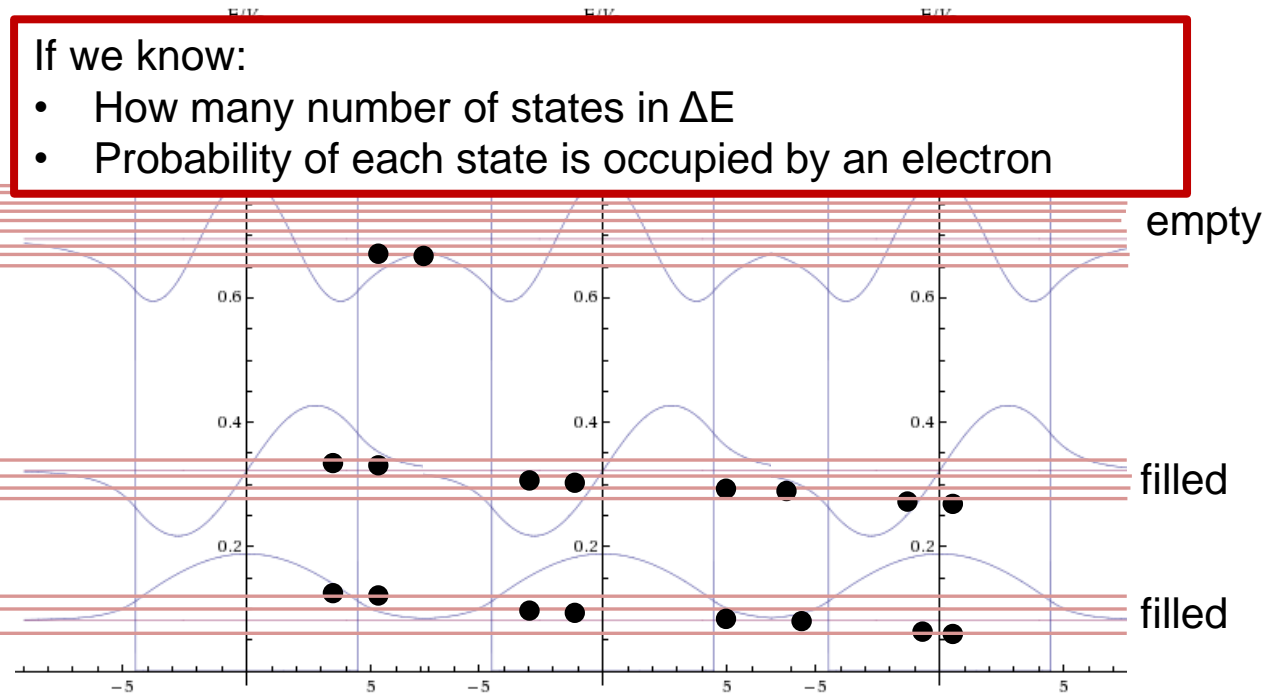 If we know:
• How many number of states in ΔE
• Probability of each state is occupied by an electron
empty
0.6 0.6 0.6
0.4 0.4 0.4
filled
0.2 0.2 0.2
filled
−5 5 −5 5 −5 5